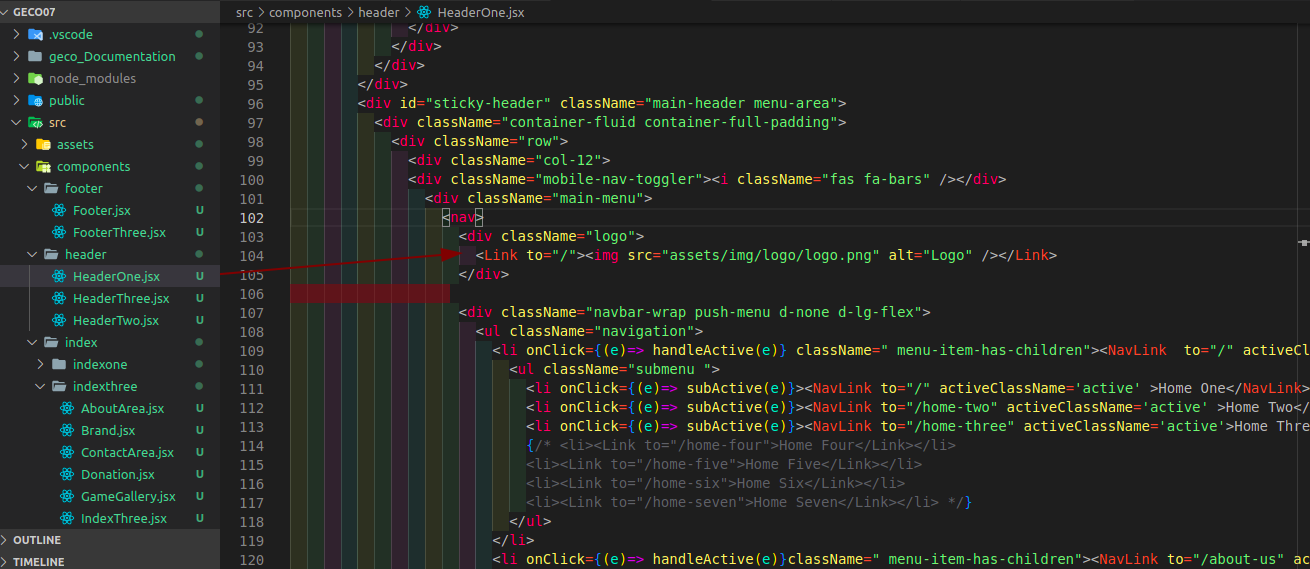 GECO07
.vscode
geco_Documentation
node_modules
public
src
assets
components
footer
Footer.jsx U
FooterThree.jsx U
header
HeaderOne.jsx U
HeaderThree.jsx U
HeaderTwo.jsx U
index
indexone
indexthree
AboutArea.jsx U
Brand.jsx U
ContactArea.jsx U
Donation.jsx U
GameGallery.jsx U
IndexThree.jsx U
OUTLINE
TIMELINE
src > components > header > HeaderOne.jsx
92 </div>
93 </div>
94 </div>
95 </div>
96 <div id="sticky-header" className="main-header menu-area">
97 <div className="container-fluid container-full-padding">
98 <div className="row">
99 <div className="col-12">
100 <div className="mobile-nav-toggler"><i className="fas fa-bars" /></div>
101 <div className="main-menu">
102 <nav>
103 <div className="logo">
104 <Link to="/"><img src="assets/img/logo/logo.png" alt="Logo" /></Link>
105 </div>
106
107 <div className="navbar-wrap push-menu d-none d-lg-flex">
108 <ul className="navigation">
109 <li onClick={(e)=> handleActive(e)} className=" menu-item-has-children"><NavLink  to="/" activeCl
110 <ul className="submenu ">
111 <li onClick={(e)=> subActive(e)}><NavLink to="/" activeClassName='active' >Home One</NavLink>
112 <li onClick={(e)=> subActive(e)}><NavLink to="/home-two" activeClassName='active' >Home Two</
113 <li onClick={(e)=> subActive(e)}><NavLink to="/home-three" activeClassName='active'>Home Thre
114 {/* <li><Link to="/home-four">Home Four</Link></li>
115 <li><Link to="/home-five">Home Five</Link></li>
116 <li><Link to="/home-six">Home Six</Link></li>
117 <li><Link to="/home-seven">Home Seven</Link></li> */}
118 </ul>
119 </li>
120 <li onClick={(e)=> handleActive(e)}className=" menu-item-has-children"><NavLink to="/about-us" ac